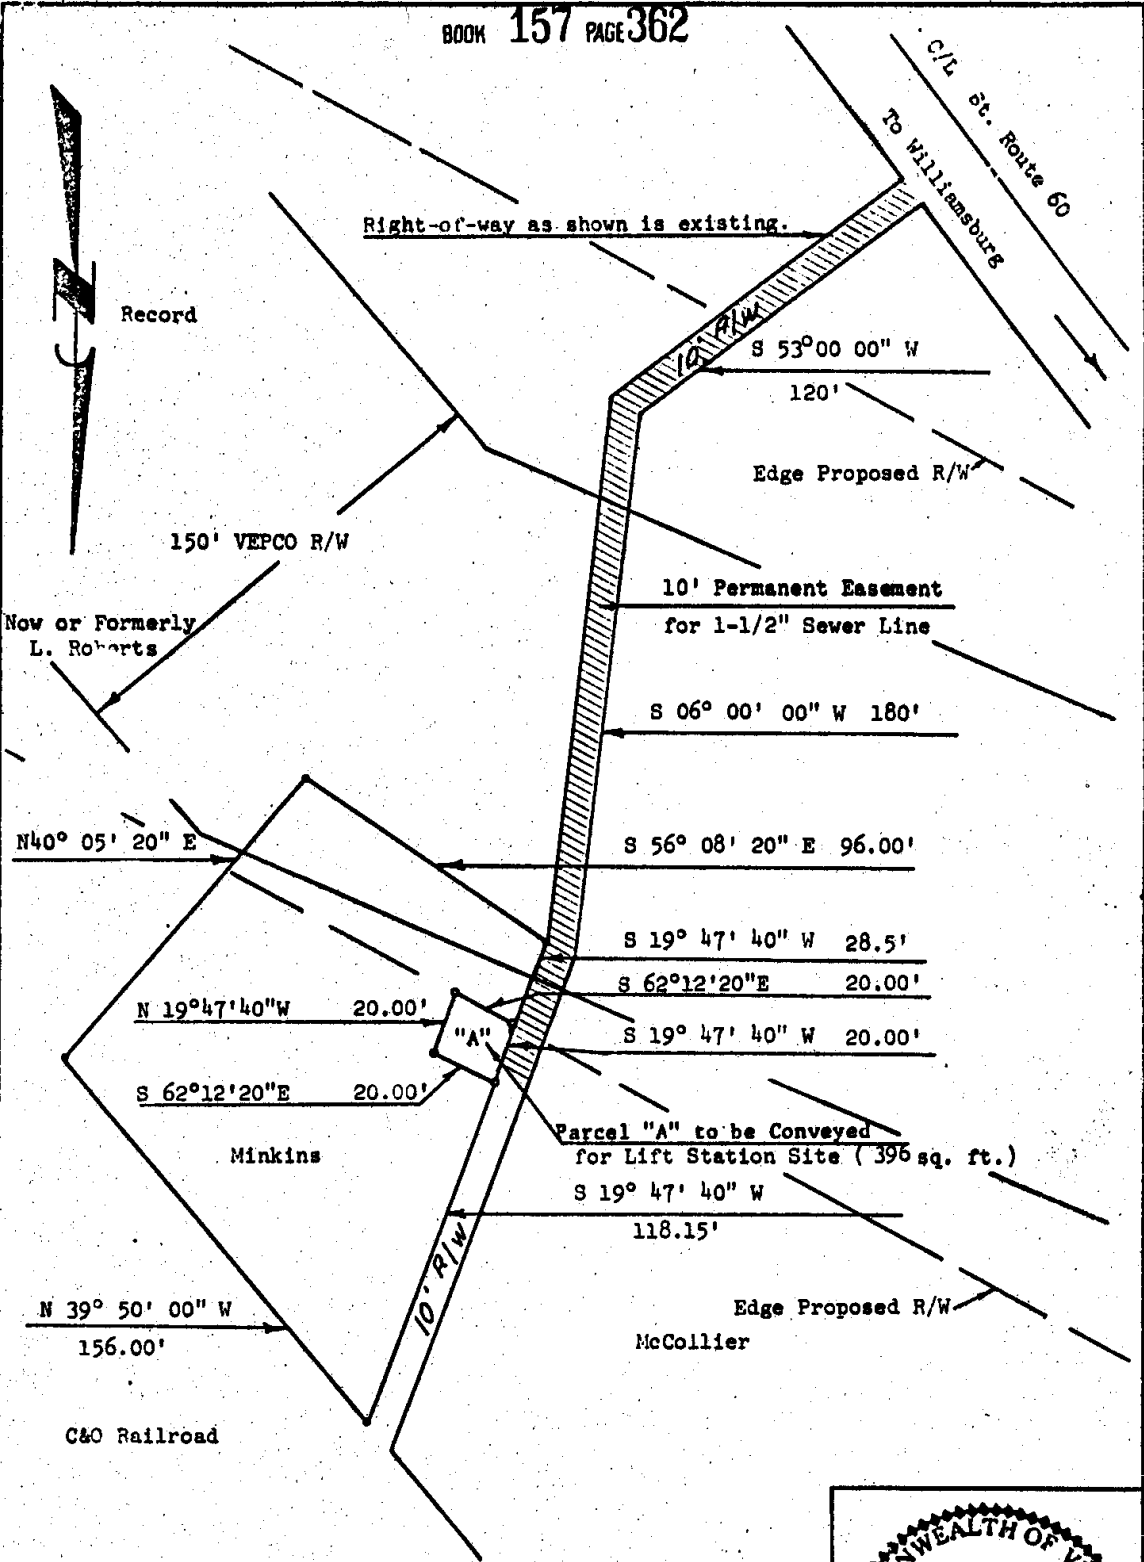 BOOK 157 PAGE 362
C/L St. Route 60
To Williamsburg
Right-of-way as shown is existing.
Record
10' R/W
S 53°00 00" W
120'
Edge Proposed R/W
150' VEPCO R/W
10' Permanent Easement
for 1-1/2" Sewer Line
Now or Formerly
L. Roberts
S 06° 00' 00" W 180'
N40° 05' 20" E
S 56° 08' 20" E 96.00'
S 19° 47' 40" W 28.5'
S 62°12'20"E 20.00'
N 19°47'40"W 20.00'
"A"
S 19° 47' 40" W 20.00'
S 62°12'20"E 20.00'
Parcel "A" to be Conveyed
for Lift Station Site ( 396 sq. ft.)
Minkins
S 19° 47' 40" W
118.15'
10' R/W
N 39° 50' 00" W
156.00'
Edge Proposed R/W
McCollier
C&O Railroad
NWEALTH OF V